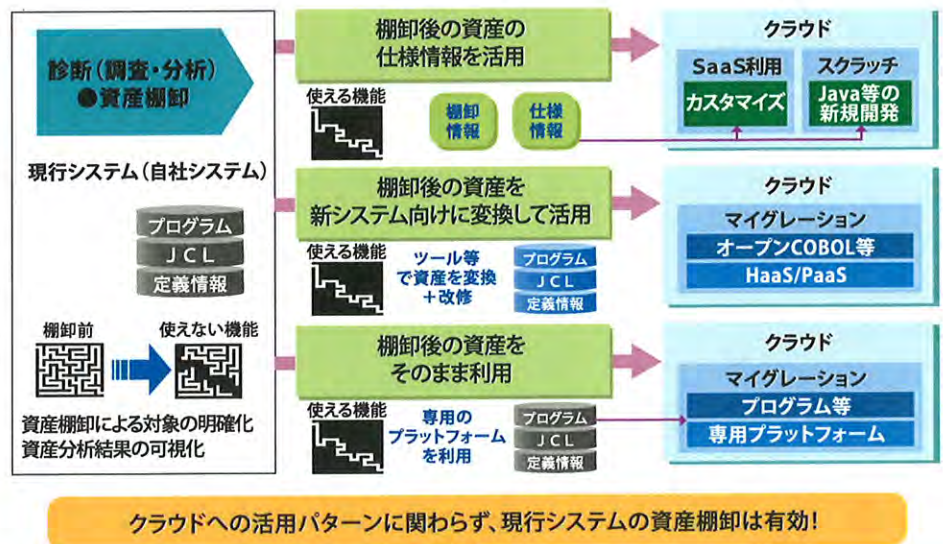 診断(調査・分析)
●資産棚卸
現行システム(自社システム)
プログラム
JCL
定義情報
棚卸前
使えない機能
資産棚卸による対象の明確化
資産分析結果の可視化
棚卸後の資産の
仕様情報を活用
使える機能
棚卸
情報
仕様
情報
クラウド
SaaS利用
カスタマイズ
スクラッチ
Java等の
新規開発
棚卸後の資産を
新システム向けに変換して活用
使える機能
ツール等
で資産を変換
+改修
プログラム
JCL
定義情報
クラウド
マイグレーション
オープンCOBOL等
HaaS/PaaS
棚卸後の資産を
そのまま利用
使える機能
専用の
プラットフォーム
を利用
プログラム
JCL
定義情報
クラウド
マイグレーション
プログラム等
専用プラットフォーム
クラウドへの活用パターンに関わらず、現行システムの資産棚卸は有効!